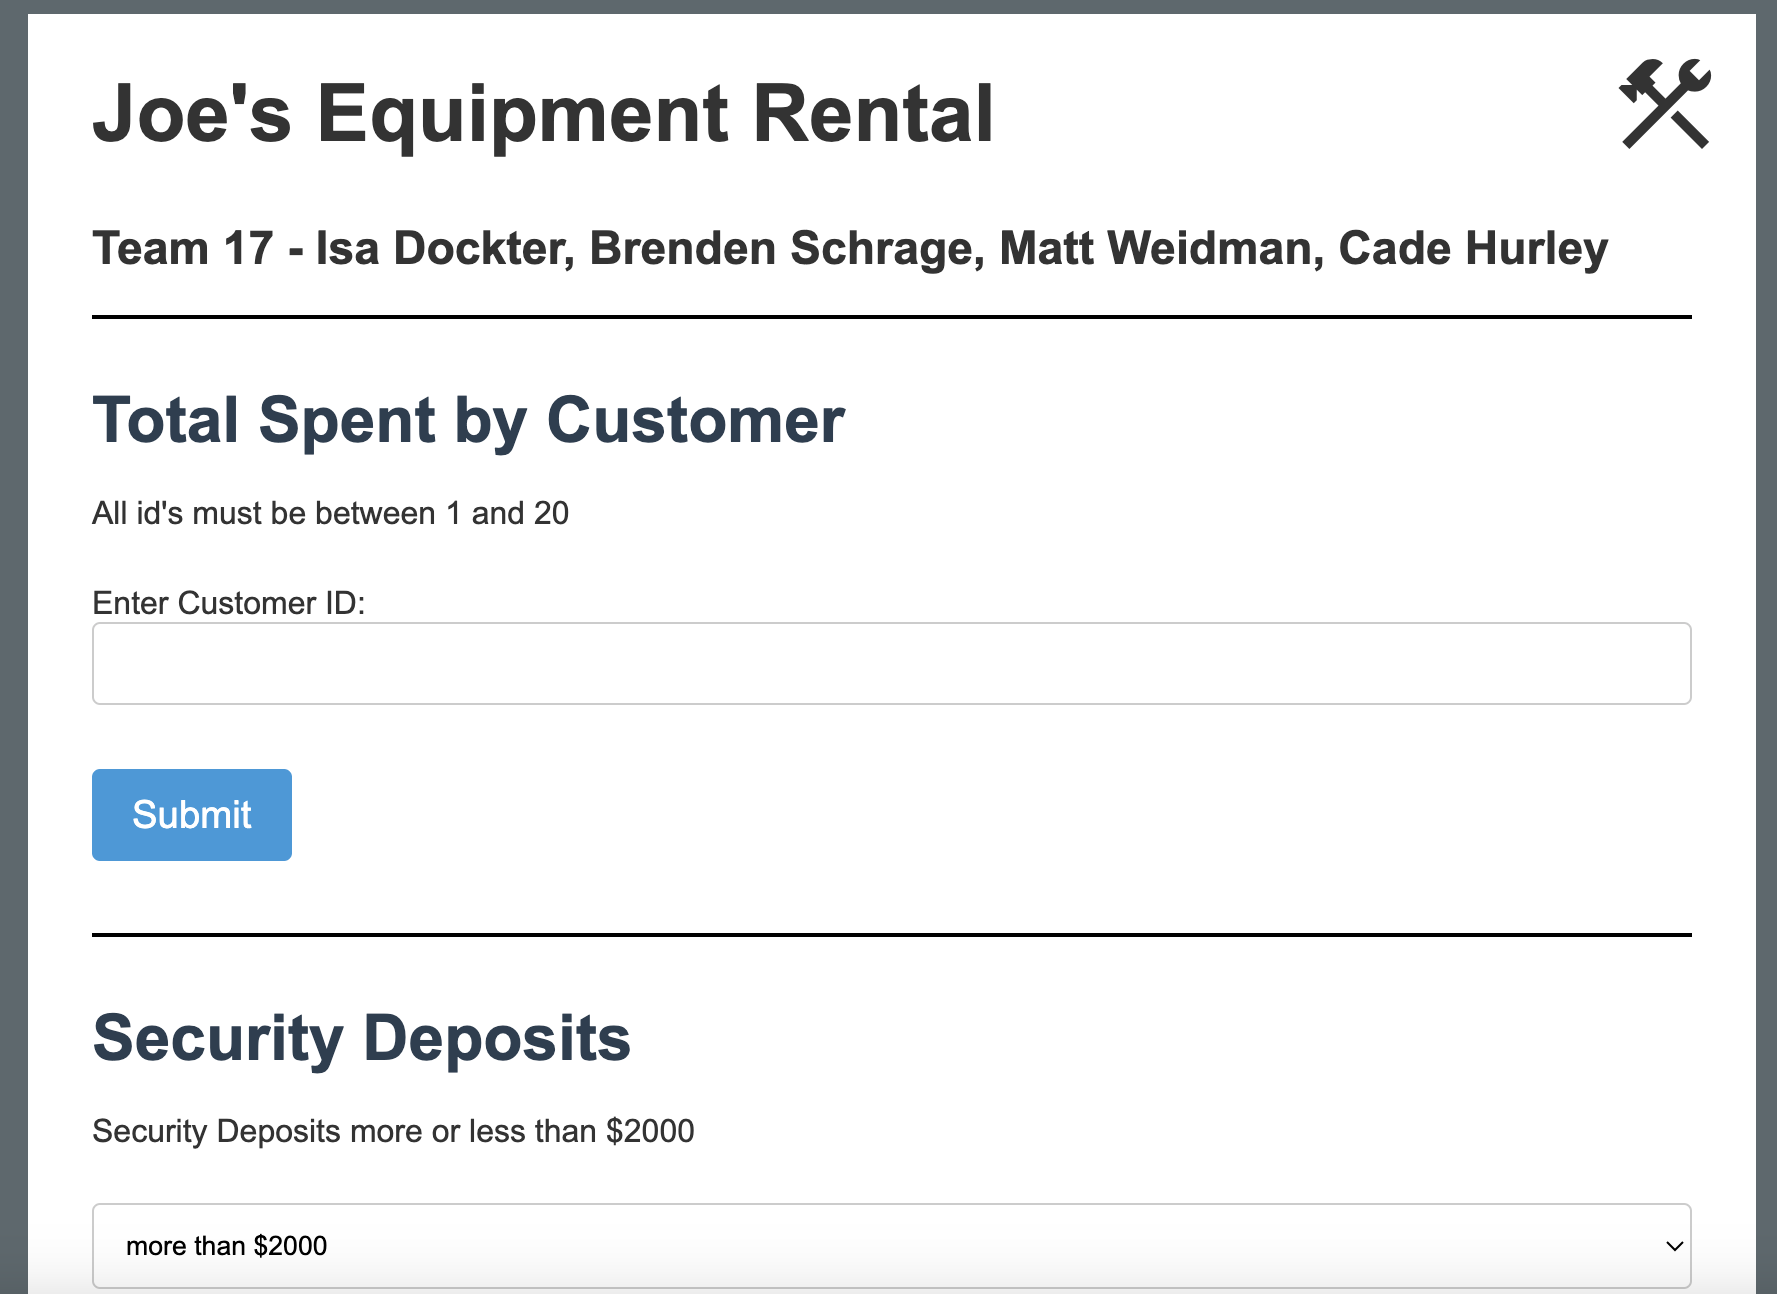 Joe's Equipment Rental
Team 17 - Isa Dockter, Brenden Schrage, Matt Weidman, Cade Hurley
Total Spent by Customer
All id's must be between 1 and 20
Enter Customer ID:
Submit
Security Deposits
Security Deposits more or less than $2000
more than $2000